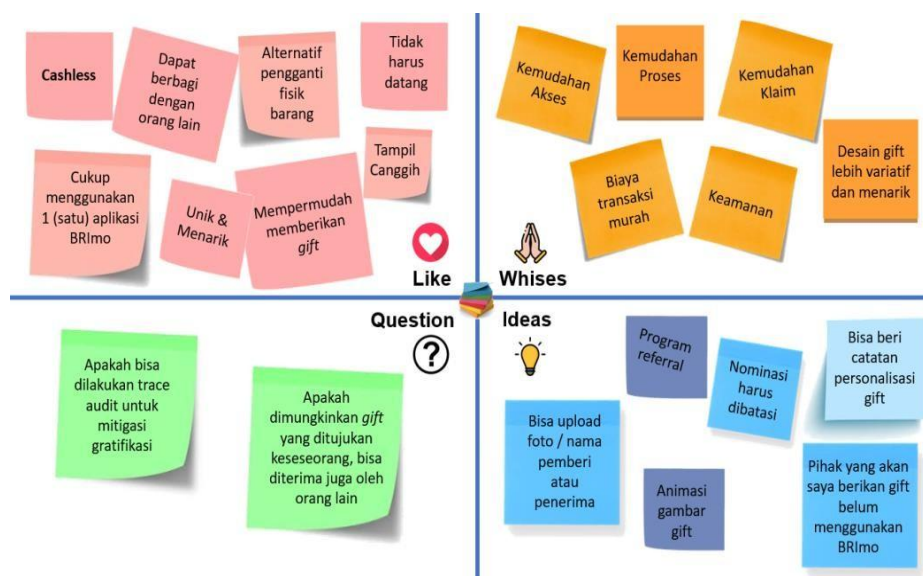 Cashless
Dapat
berbagi
dengan
orang lain
Alternatif
pengganti
fisik
barang
Tidak
harus
datang
Cukup
menggunakan
1 (satu) aplikasi
BRImo
Unik &
Menarik
Mempermudah
memberikan
gift
Tampil
Canggih
Like
Kemudahan
Akses
Kemudahan
Proses
Kemudahan
Klaim
Biaya
transaksi
murah
Keamanan
Desain gift
lebih variatif
dan menarik
Whises
Question
?
Apakah bisa
dilakukan trace
audit untuk
mitigasi
gratifikasi
Apakah
dimungkinkan gift
yang ditujukan
keseseorang, bisa
diterima juga oleh
orang lain
Ideas
Program
referral
Nominasi
harus
dibatasi
Bisa beri
catatan
personalisasi
gift
Bisa upload
foto / nama
pemberi
atau
penerima
Animasi
gambar
gift
Pihak yang akan
saya berikan gift
belum
menggunakan
BRImo